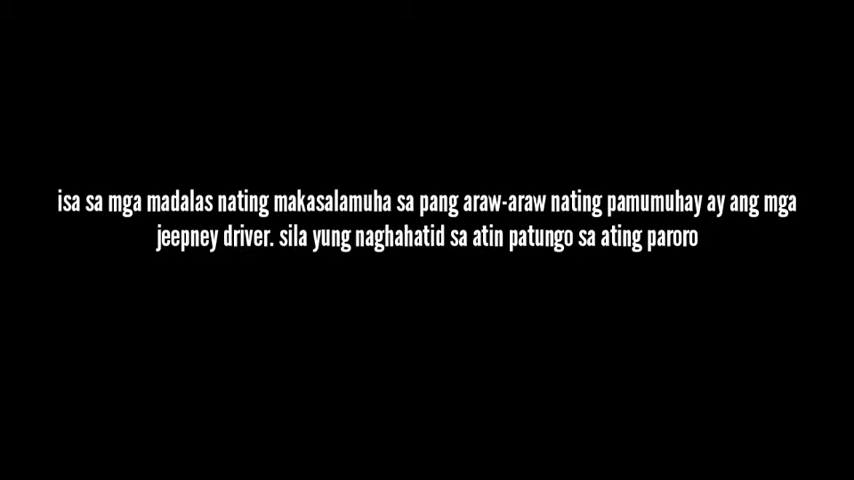 isa sa mga madalas nating makasalamuha sa pang araw-araw nating pamumuhay ay ang mga
jeepney driver. sila yung naghahatid sa atin patungo sa ating paroro